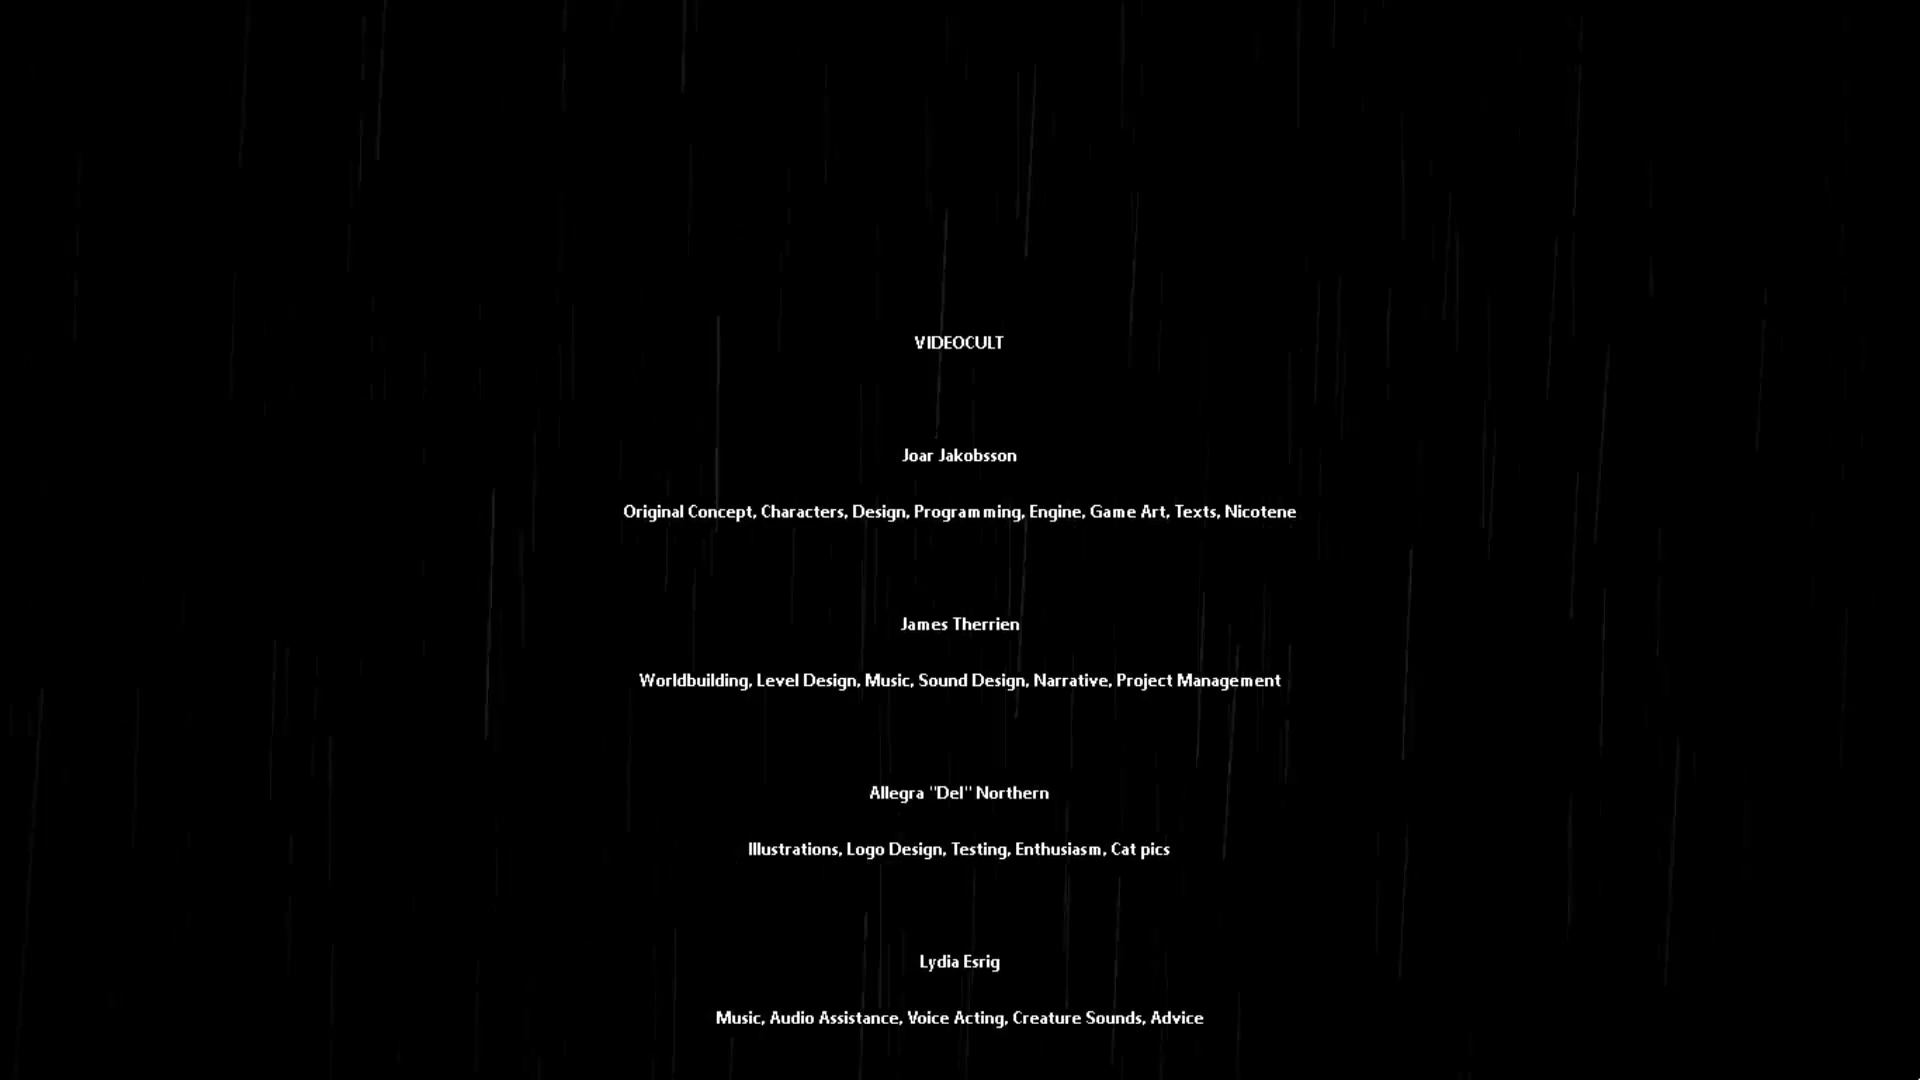 VIDEOCULT
Joar Jakobsson
Original Concept, Characters, Design, Programming, Engine, Game Art, Texts, Nicotene
James Therrien
Worldbuilding, Level Design, Music, Sound Design, Narrative, Project Management
Allegra "Del" Northern
Illustrations, Logo Design, Testing, Enthusiasm, Cat pics
Lydia Esrig
Music, Audio Assistance, Voice Acting, Creature Sounds, Advice